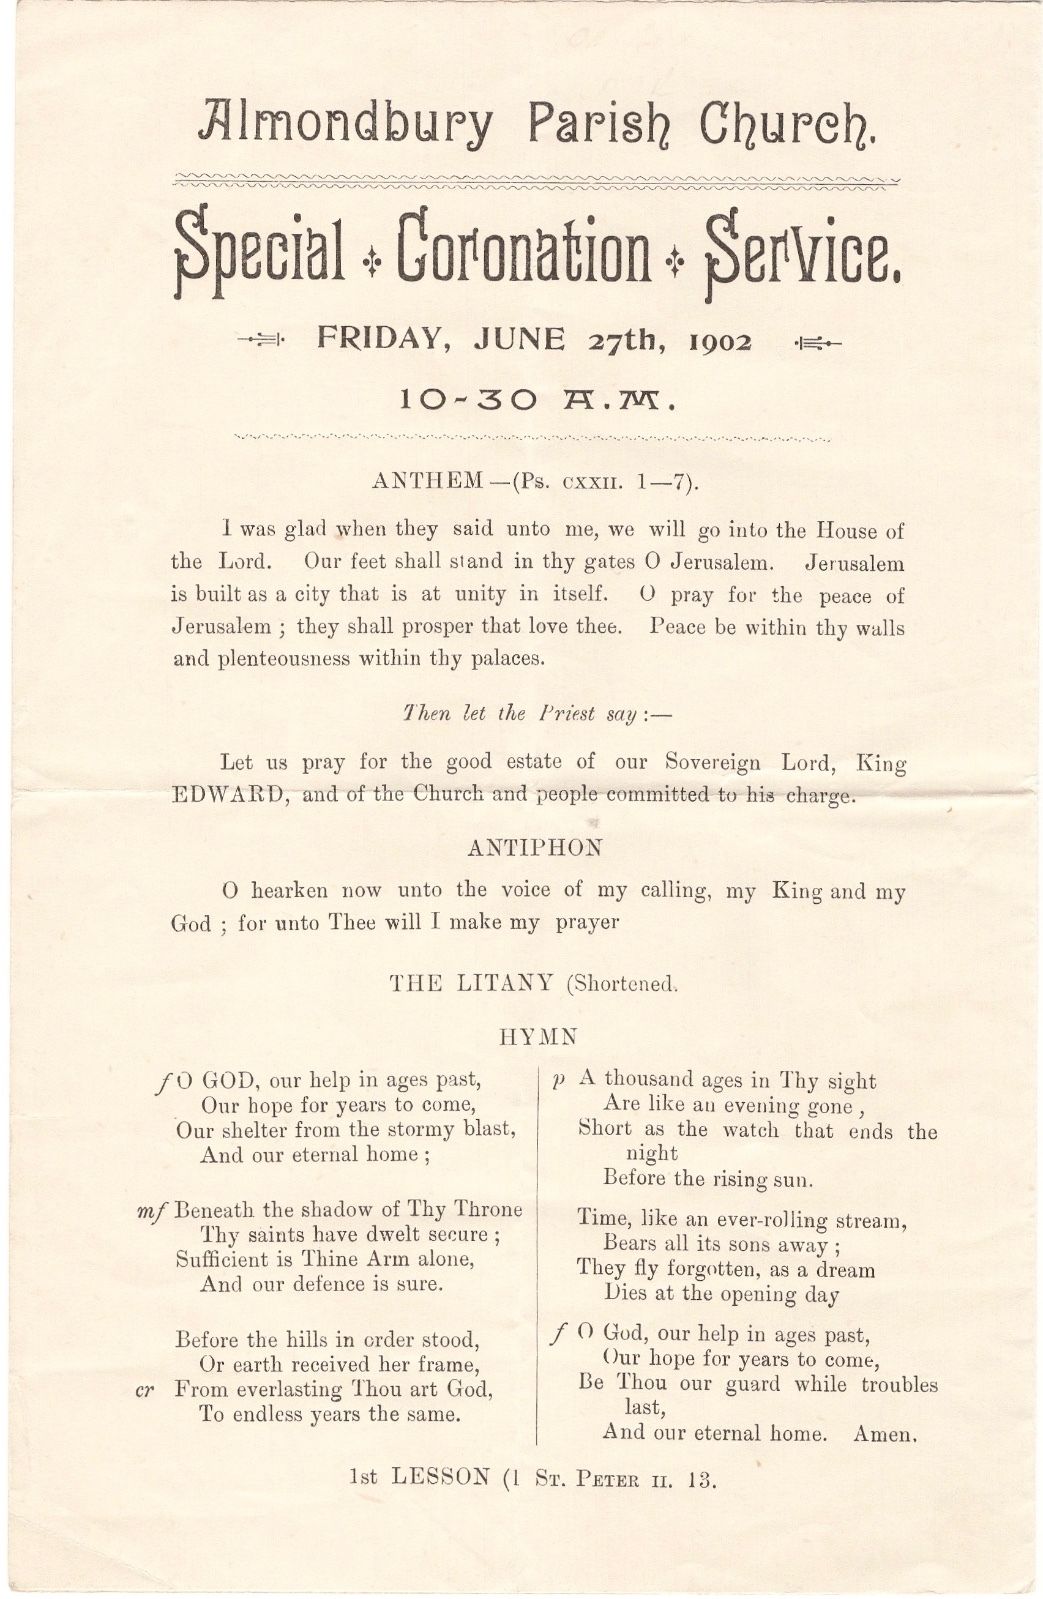 Almondbury Parish Church.
Special Coronation Service.
FRIDAY, JUNE 27th, 1902
10-30 A.M.
ANTHEM—(Ps. CXXII. 1—7).
I was glad when they said unto me, we will go into the House of
the Lord. Our feet shall stand in thy gates O Jerusalem. Jerusalem
is built as a city that is at unity in itself. O pray for the peace of
Jerusalem ; they shall prosper that love thee. Peace be within thy walls
and plenteousness within thy palaces.
Then let the Priest say :—
Let us pray for the good estate of our Sovereign Lord, King
EDWARD, and of the Church and people committed to his charge.
ANTIPHON
O hearken now unto the voice of my calling, my King and my
God ; for unto Thee will I make my prayer
THE LITANY (Shortened.
HYMN
f O GOD, our help in ages past,
Our hope for years to come,
Our shelter from the stormy blast,
And our eternal home ;
mf Beneath the shadow of Thy Throne
Thy saints have dwelt secure ;
Sufficient is Thine Arm alone,
And our defence is sure.
Before the hills in order stood,
Or earth received her frame,
cr From everlasting Thou art God,
To endless years the same.
p A thousand ages in Thy sight
Are like an evening gone,
Short as the watch that ends the
night
Before the rising sun.
Time, like an ever-rolling stream,
Bears all its sons away ;
They fly forgotten, as a dream
Dies at the opening day
f O God, our help in ages past,
Our hope for years to come,
Be Thou our guard while troubles
last,
And our eternal home. Amen.
1st LESSON (1 ST. PETER II. 13.